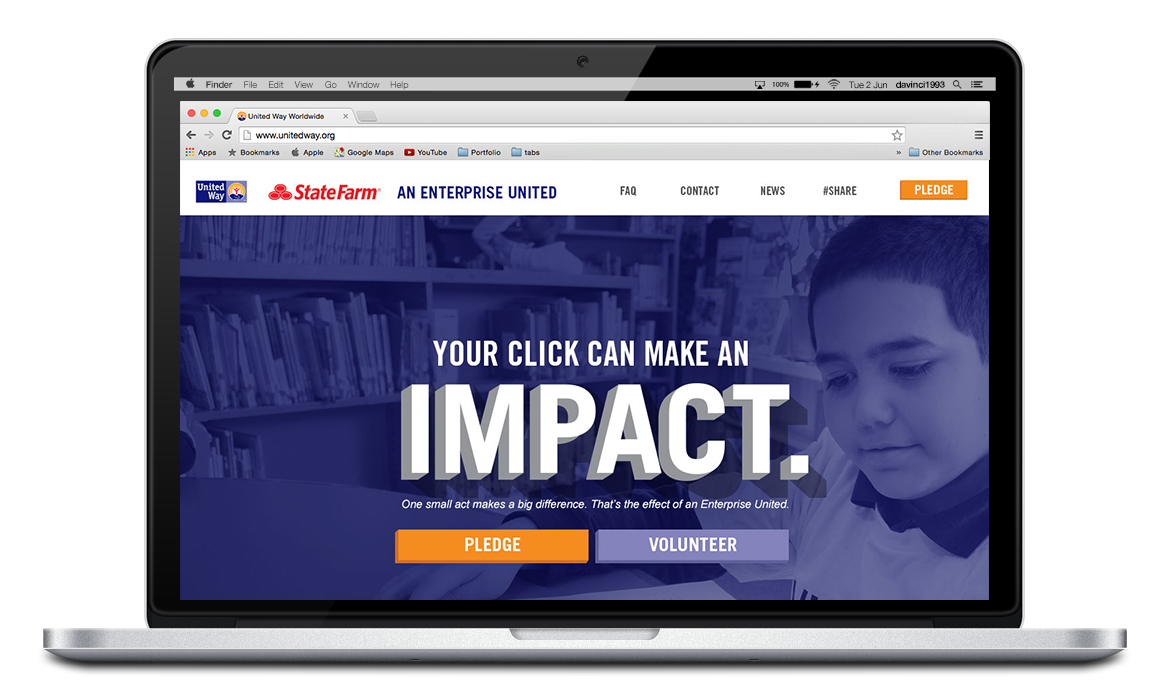 Finder File Edit View Go Window Help 100% Tue 2 Jun davinci1993
United Way Worldwide
www.unitedway.org
Apps Bookmarks Apple Google Maps YouTube Portfolio tabs » Other Bookmarks
United
Way
StateFarm® AN ENTERPRISE UNITED FAQ CONTACT NEWS #SHARE PLEDGE
YOUR CLICK CAN MAKE AN
IMPACT.
One small act makes a big difference. That's the effect of an Enterprise United.
PLEDGE VOLUNTEER